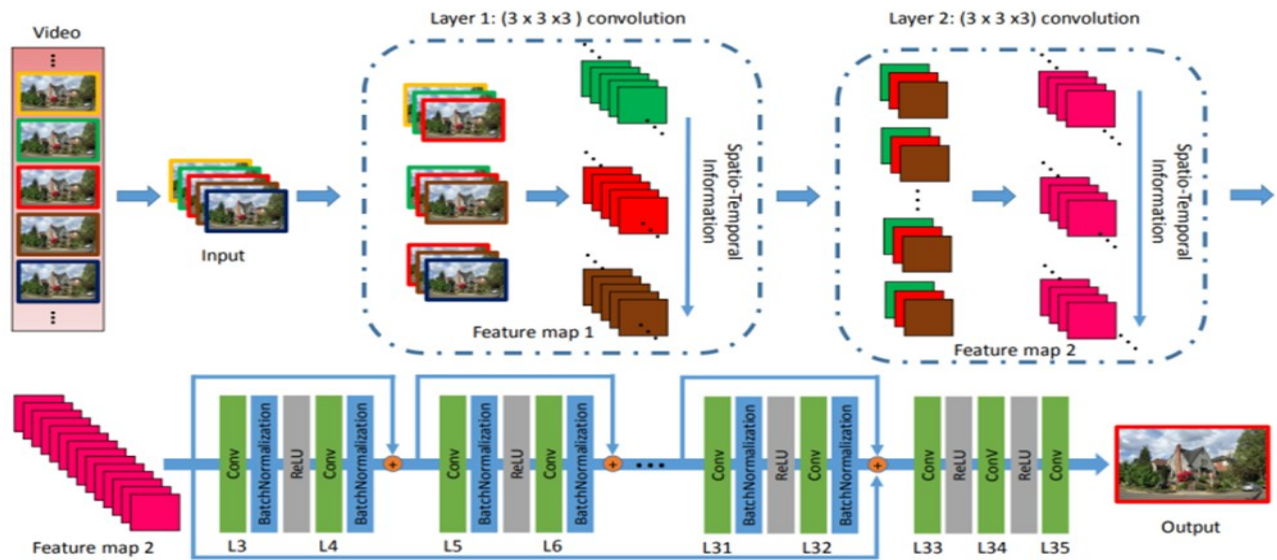 Video
Input
Layer 1: (3 x 3 x3 ) convolution
Spatio-Temporal
Information
Feature map 1
Layer 2: (3 x 3 x3) convolution
Spatio-Temporal
Information
Feature map 2
Feature map 2
Conv
BatchNormalization
ReLU
Conv
BatchNormalization
+
Conv
BatchNormalization
ReLU
Conv
BatchNormalization
+
Conv
BatchNormalization
ReLU
Conv
BatchNormalization
+
Conv
ReLU
ConV
ReLU
Conv
L3
L4
L5
L6
L31
L32
L33
L34
L35
Output